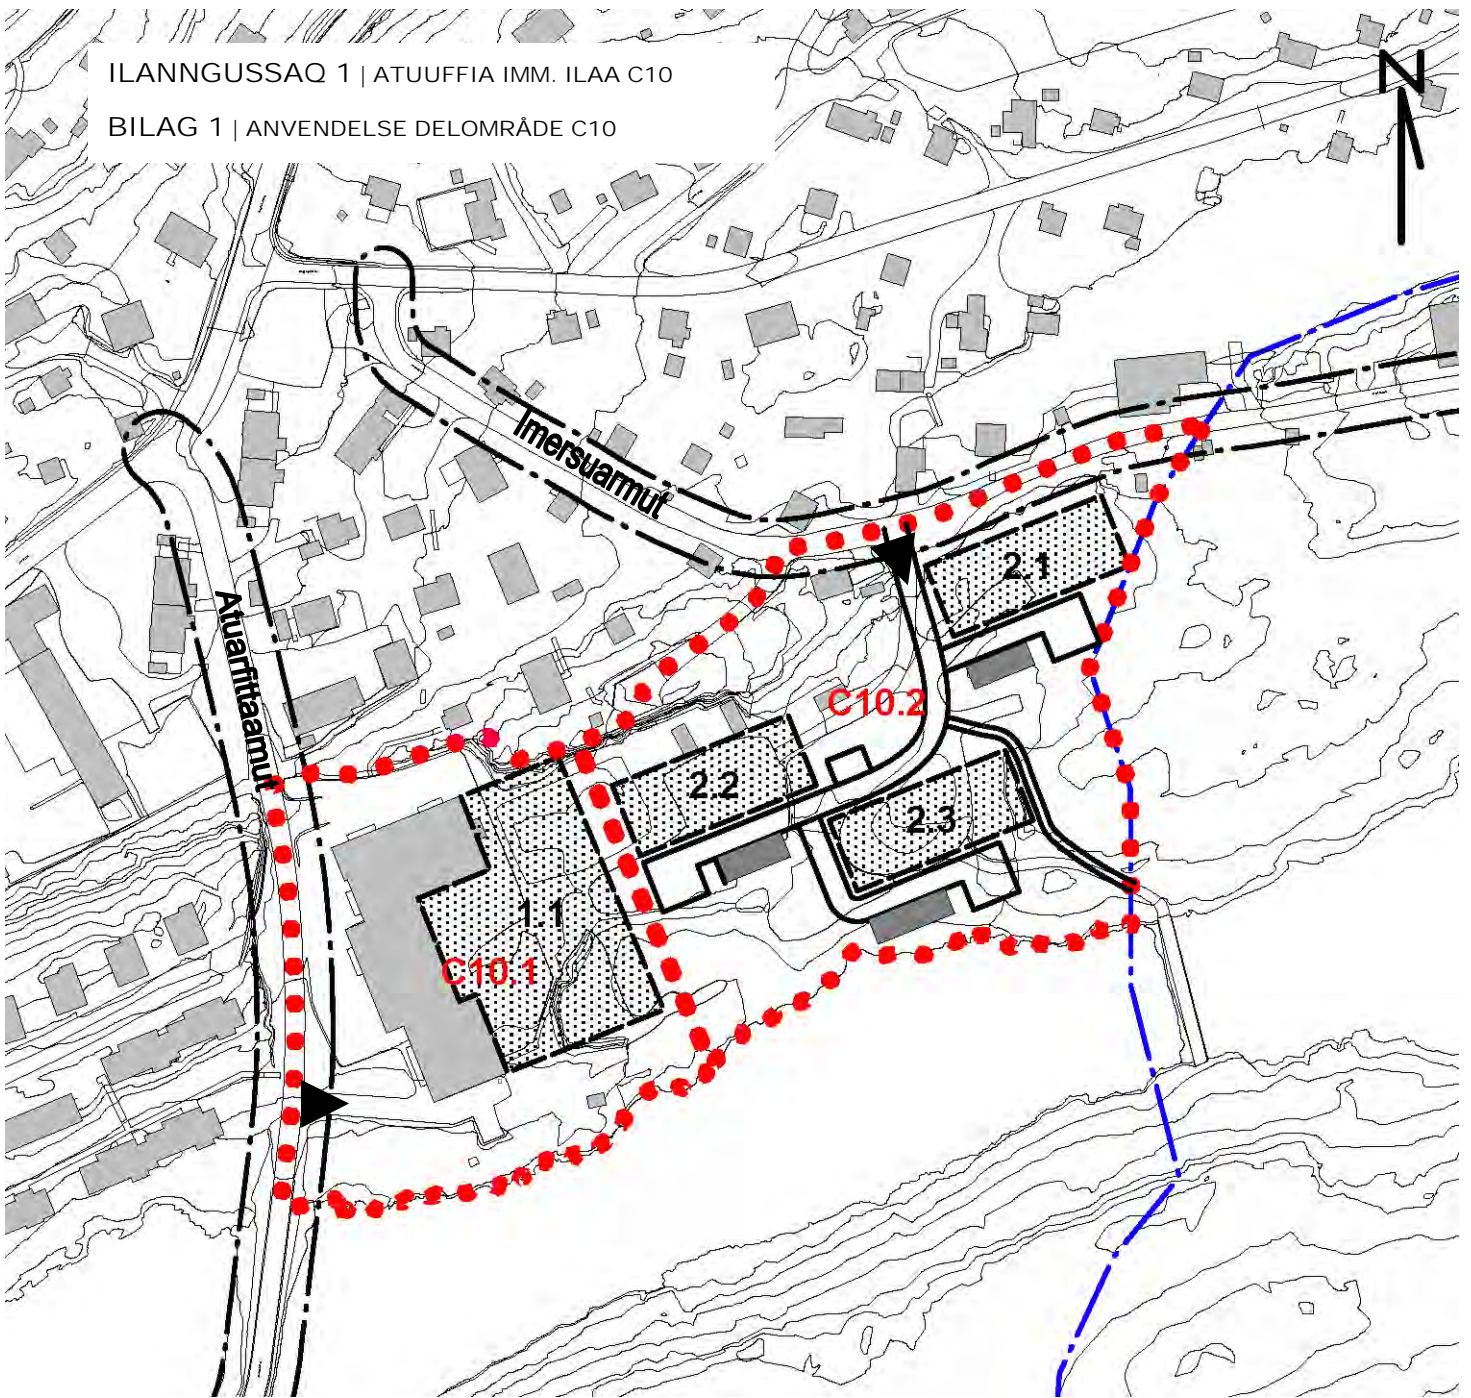 ILANNGUSSAQ 1 | ATUUFFIA IMM. ILAA C10
BILAG 1 | ANVENDELSE DELOMRÅDE C10
N
Imersuarmut
Atuarfittaamut
2.1
C10.2
2.2
2.3
1.1
C10.1